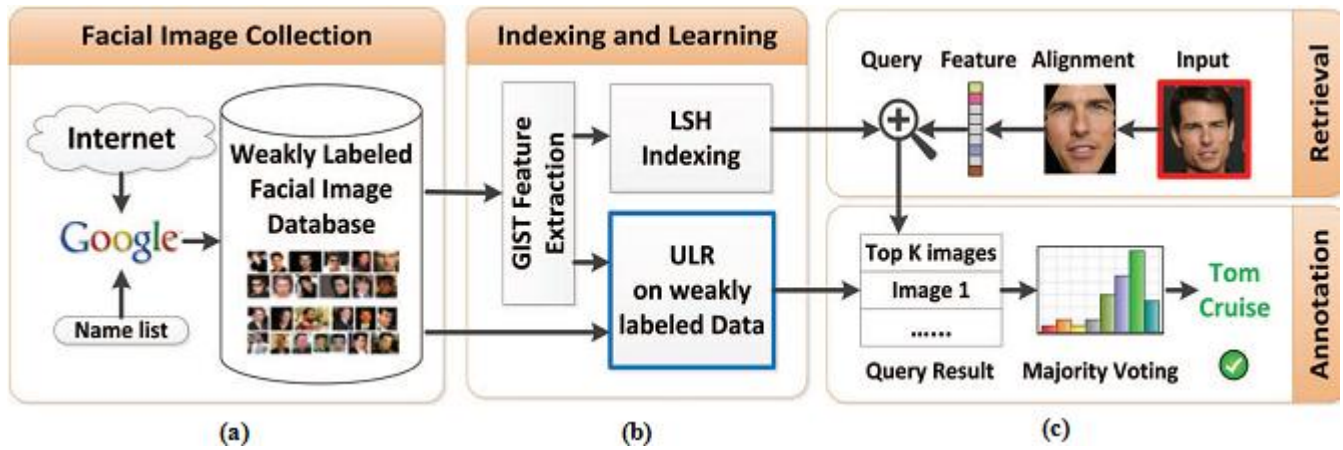 Facial Image Collection
Internet
Google
Name list
Weakly Labeled
Facial Image
Database
(a)
Indexing and Learning
GIST Feature
Extraction
LSH
Indexing
ULR
on weakly
labeled Data
(b)
Query Feature Alignment Input
Retrieval
Top K images
Image 1
......
Query Result
Majority Voting
Tom
Cruise
Annotation
(c)